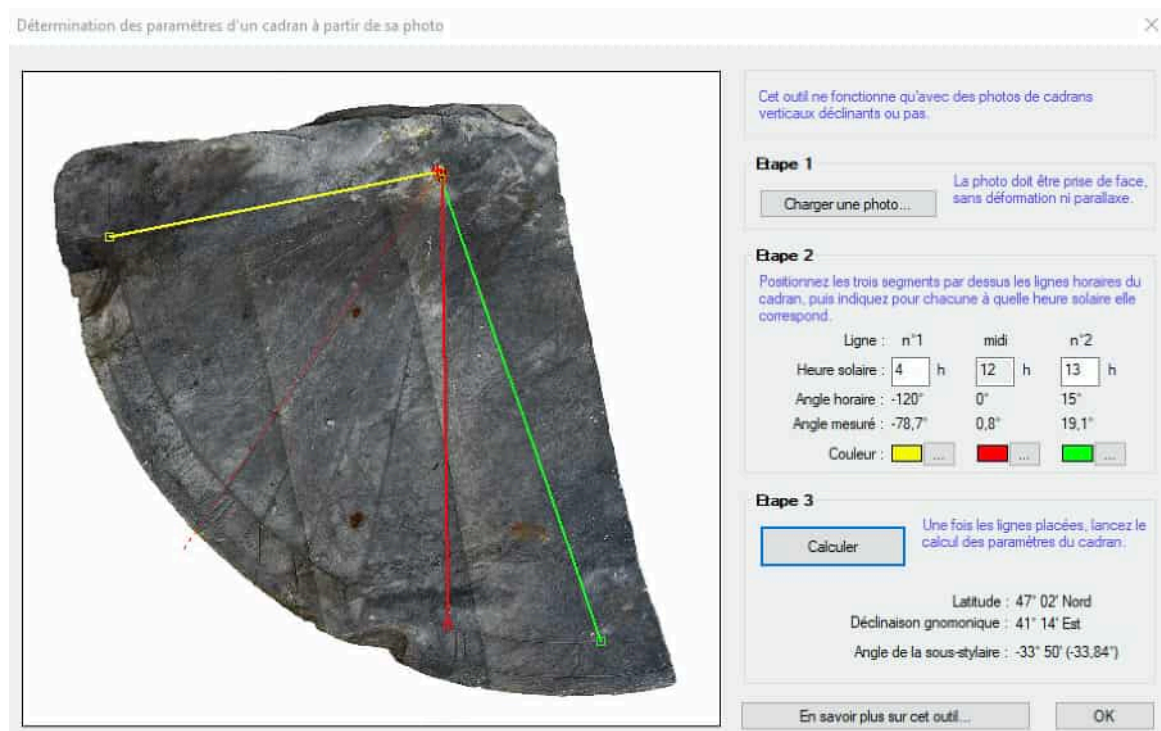 Détermination des paramètres d'un cadran à partir de sa photo
Cet outil ne fonctionne qu'avec des photos de cadrans
verticaux déclinants ou pas.
Etape 1
Charger une photo...
La photo doit être prise de face,
sans déformation ni parallaxe.
Etape 2
Positionnez les trois segments par dessus les lignes horaires du
cadran, puis indiquez pour chacune à quelle heure solaire elle
correspond.
Ligne : n°1 midi n°2
Heure solaire : 4 h 12 h 13 h
Angle horaire : -120° 0° 15°
Angle mesuré : -78,7° 0,8° 19,1°
Couleur : ... ... ...
Etape 3
Calculer
Une fois les lignes placées, lancez le
calcul des paramètres du cadran.
Latitude : 47° 02' Nord
Déclinaison gnomonique : 41° 14' Est
Angle de la sous-stylaire : -33° 50' (-33,84°)
En savoir plus sur cet outil... OK